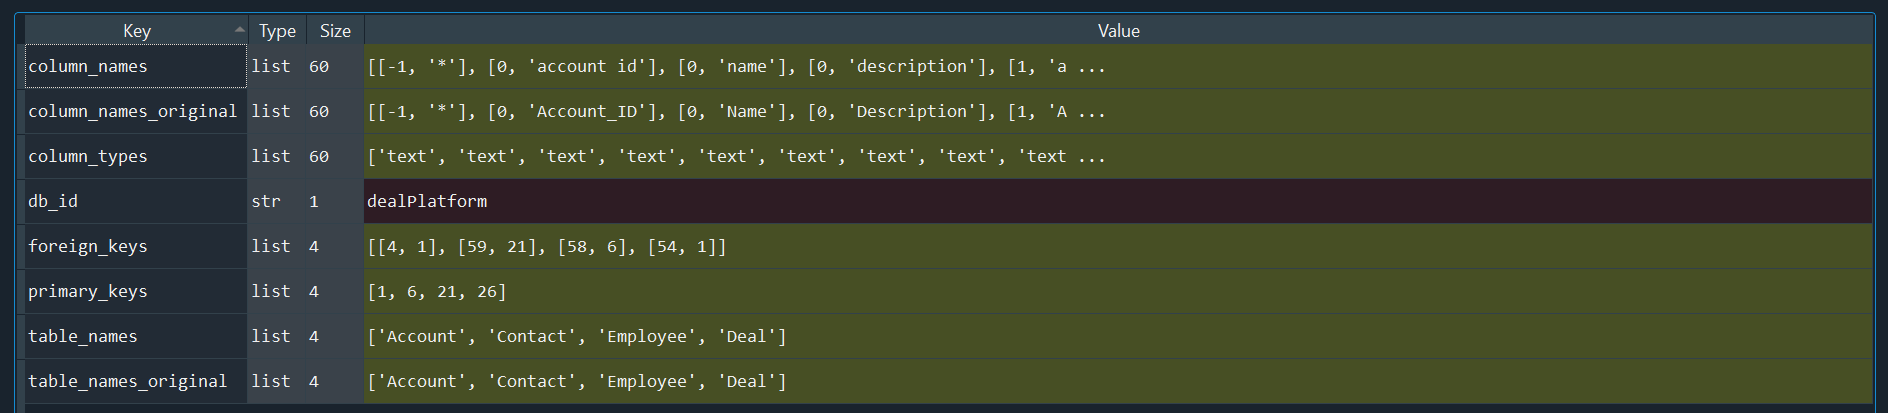 Key Type Size Value
column_names list 60 [[-1, '*'], [0, 'account id'], [0, 'name'], [0, 'description'], [1, 'a ...
column_names_original list 60 [[-1, '*'], [0, 'Account_ID'], [0, 'Name'], [0, 'Description'], [1, 'A ...
column_types list 60 ['text', 'text', 'text', 'text', 'text', 'text', 'text', 'text', 'text ...
db_id str 1 dealPlatform
foreign_keys list 4 [[4, 1], [59, 21], [58, 6], [54, 1]]
primary_keys list 4 [1, 6, 21, 26]
table_names list 4 ['Account', 'Contact', 'Employee', 'Deal']
table_names_original list 4 ['Account', 'Contact', 'Employee', 'Deal']